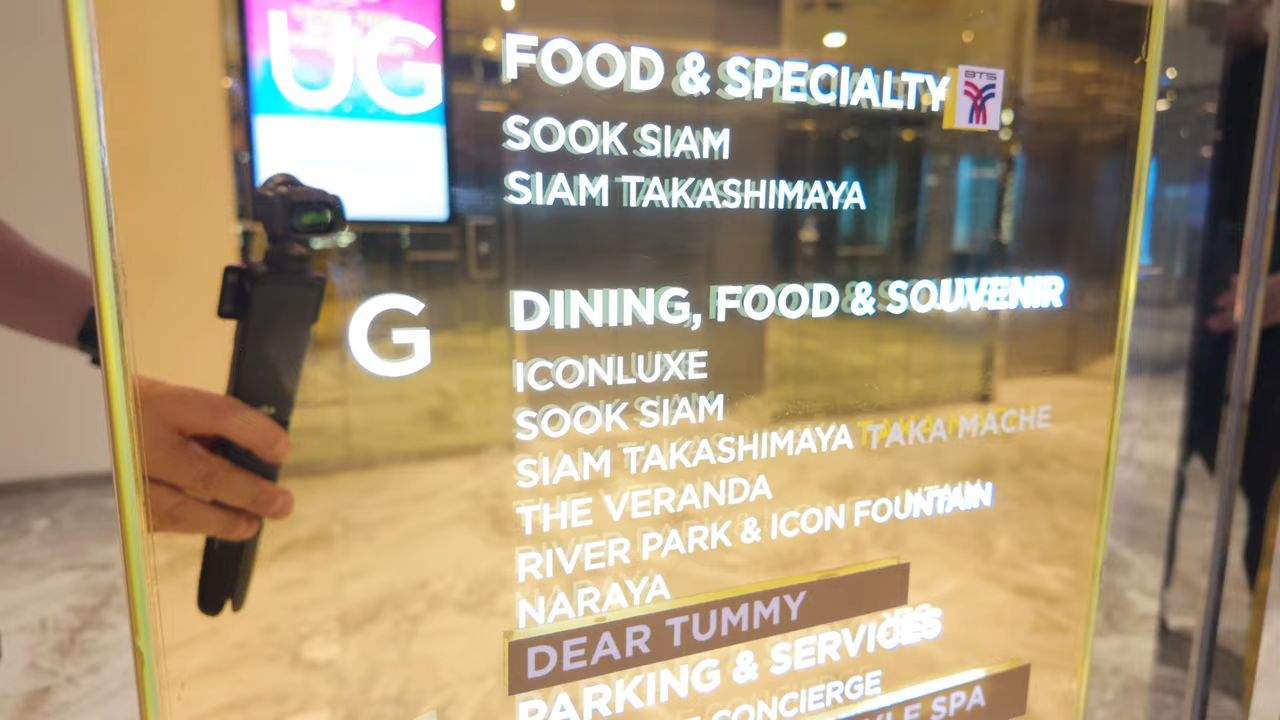 UG FOOD & SPECIALTY BTS
SOOK SIAM
SIAM TAKASHIMAYA
G DINING, FOOD & SOUVENIR
ICONLUXE
SOOK SIAM
SIAM TAKASHIMAYA TAKA MACHE
THE VERANDA
RIVER PARK & ICON FOUNTAIN
NARAYA
DEAR TUMMY
PARKING & SERVICES
CONCIERGE
SPA